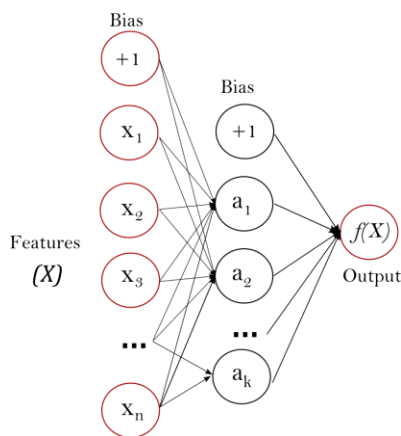 Bias
+1
x₁
x₂
x₃
...
xₙ
Features
(X)
Bias
+1
a₁
a₂
...
aₖ
f(X)
Output